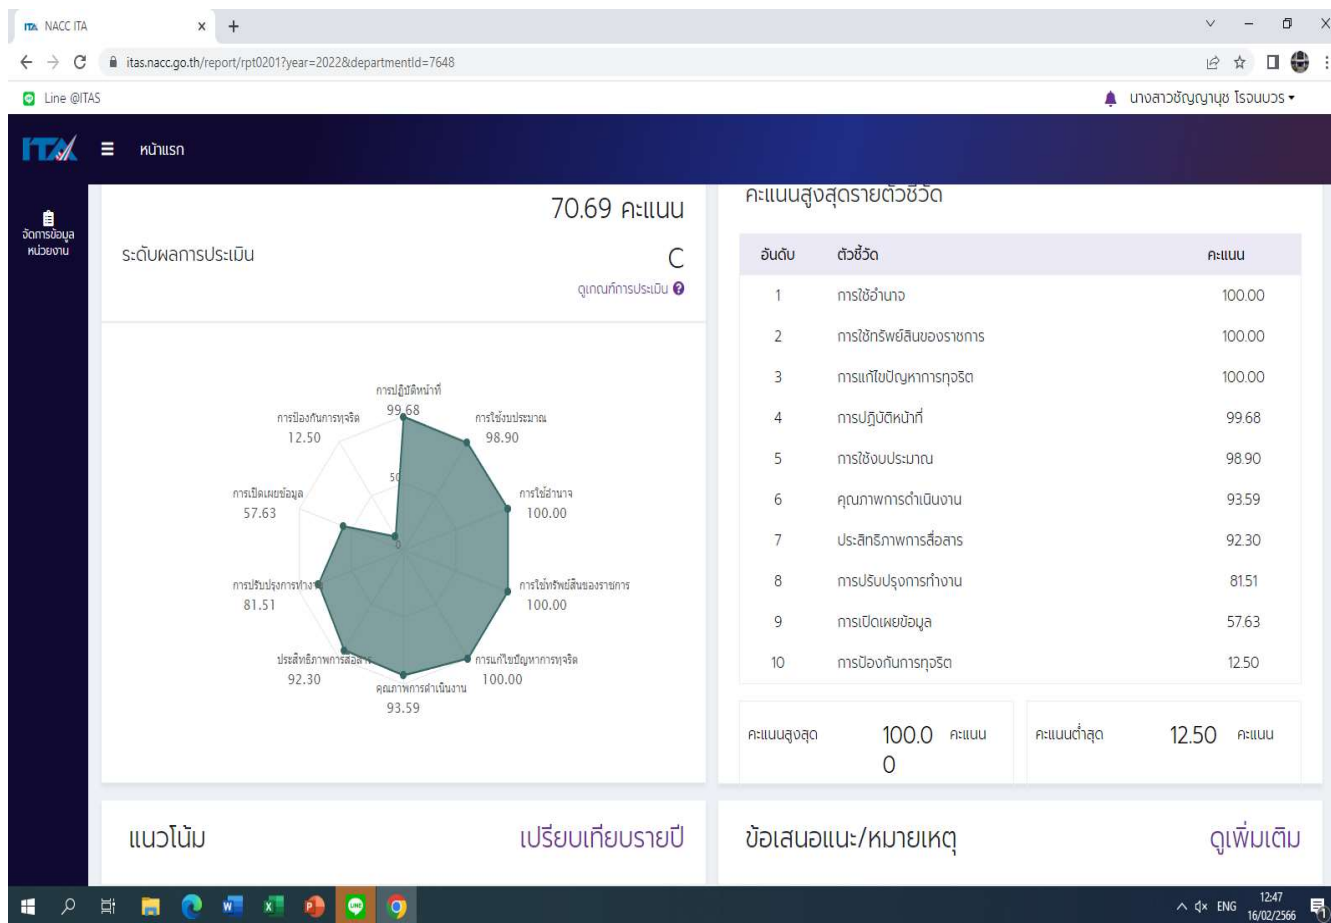 NACC ITA
itas.nacc.go.th/report/rpt0201?year=2022&departmentId=7648
Line @ITAS
นางสาวชัญญานุช โรจนบวร
ITA
หน้าแรก
จัดการข้อมูล
หน่วยงาน
70.69 คะแนน
ระดับผลการประเมิน
C
ดูเกณฑ์การประเมิน
การปฏิบัติหน้าที่
99.68
การใช้งบประมาณ
98.90
การใช้อำนาจ
100.00
การใช้ทรัพย์สินของราชการ
100.00
การแก้ไขปัญหาการทุจริต
100.00
คุณภาพการดำเนินงาน
93.59
ประสิทธิภาพการสื่อสาร
92.30
การปรับปรุงการทำงาน
81.51
การเปิดเผยข้อมูล
57.63
การป้องกันการทุจริต
12.50
50
0
คะแนนสูงสุดรายตัวชี้วัด
อันดับ ตัวชี้วัด คะแนน
1 การใช้อำนาจ 100.00
2 การใช้ทรัพย์สินของราชการ 100.00
3 การแก้ไขปัญหาการทุจริต 100.00
4 การปฏิบัติหน้าที่ 99.68
5 การใช้งบประมาณ 98.90
6 คุณภาพการดำเนินงาน 93.59
7 ประสิทธิภาพการสื่อสาร 92.30
8 การปรับปรุงการทำงาน 81.51
9 การเปิดเผยข้อมูล 57.63
10 การป้องกันการทุจริต 12.50
คะแนนสูงสุด 100.0 คะแนน
0
คะแนนต่ำสุด 12.50 คะแนน
แนวโน้ม เปรียบเทียบรายปี
ข้อเสนอแนะ/หมายเหตุ ดูเพิ่มเติม
ENG
12:47
16/02/2566